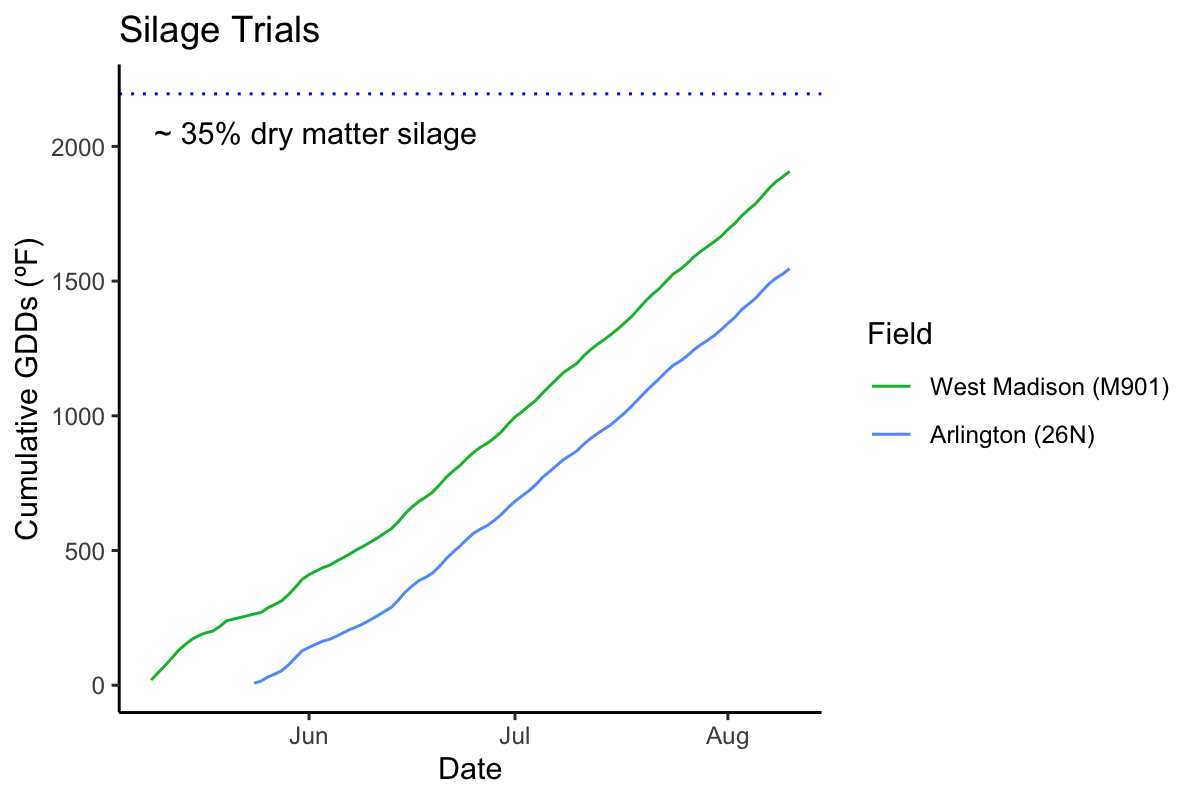 Silage Trials
~ 35% dry matter silage
Cumulative GDDs (ºF)
2000
1500
1000
500
0
Jun
Jul
Aug
Date
Field
West Madison (M901)
Arlington (26N)